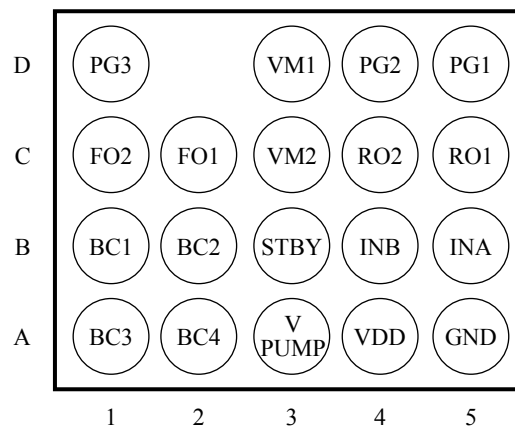 D PG3 VM1 PG2 PG1
C FO2 FO1 VM2 RO2 RO1
B BC1 BC2 STBY INB INA
A BC3 BC4 V PUMP VDD GND
1 2 3 4 5